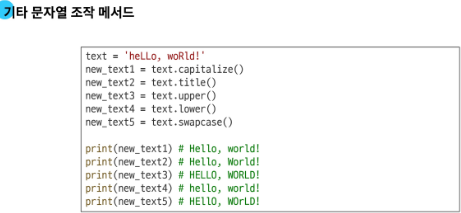 기타 문자열 조작 메서드
text = 'heLLo, woRld!'
new_text1 = text.capitalize()
new_text2 = text.title()
new_text3 = text.upper()
new_text4 = text.lower()
new_text5 = text.swapcase()
print(new_text1) # Hello, world!
print(new_text2) # Hello, World!
print(new_text3) # HELLO, WORLD!
print(new_text4) # hello, world!
print(new_text5) # HEllO, WOrLD!